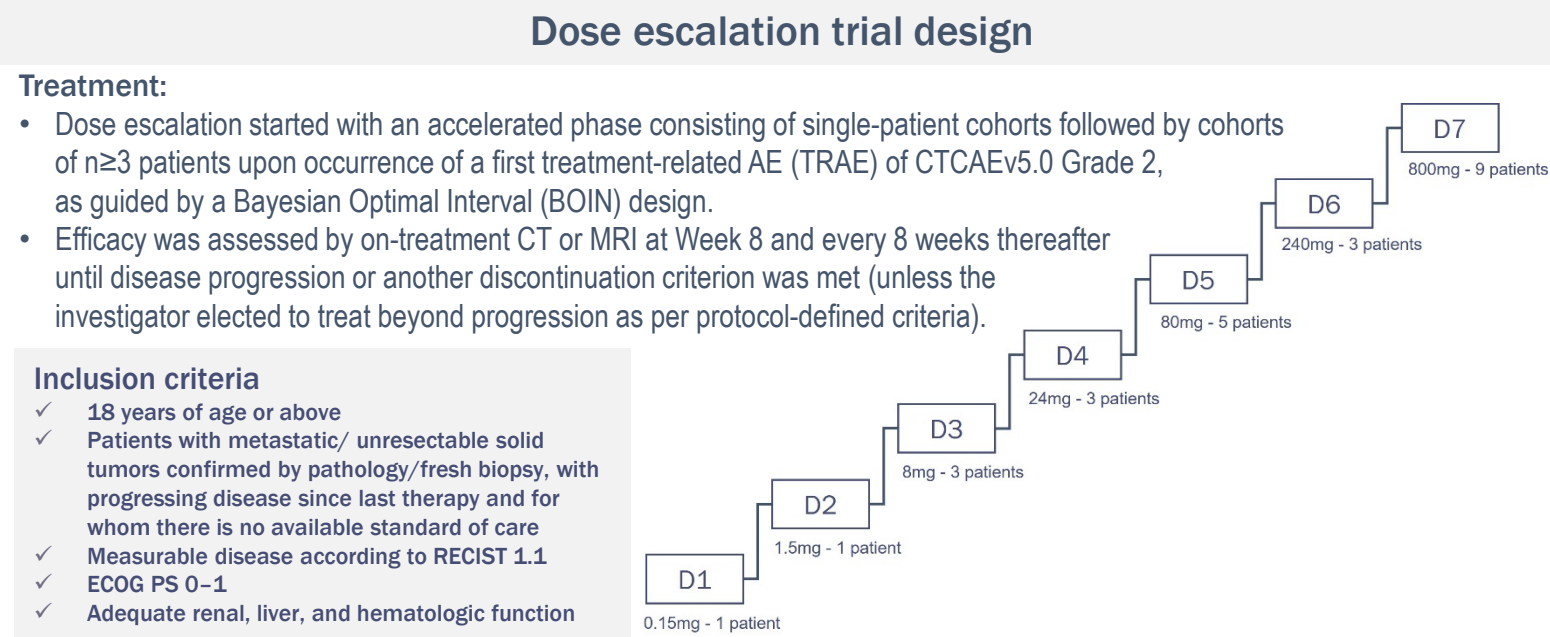 Dose escalation trial design
Treatment:
• Dose escalation started with an accelerated phase consisting of single-patient cohorts followed by cohorts
of n≥3 patients upon occurrence of a first treatment-related AE (TRAE) of CTCAEv5.0 Grade 2,
as guided by a Bayesian Optimal Interval (BOIN) design.
• Efficacy was assessed by on-treatment CT or MRI at Week 8 and every 8 weeks thereafter
until disease progression or another discontinuation criterion was met (unless the
investigator elected to treat beyond progression as per protocol-defined criteria).
Inclusion criteria
✓ 18 years of age or above
✓ Patients with metastatic/ unresectable solid
tumors confirmed by pathology/fresh biopsy, with
progressing disease since last therapy and for
whom there is no available standard of care
✓ Measurable disease according to RECIST 1.1
✓ ECOG PS 0–1
✓ Adequate renal, liver, and hematologic function
D1
0.15mg - 1 patient
D2
1.5mg - 1 patient
D3
8mg - 3 patients
D4
24mg - 3 patients
D5
80mg - 5 patients
D6
240mg - 3 patients
D7
800mg - 9 patients